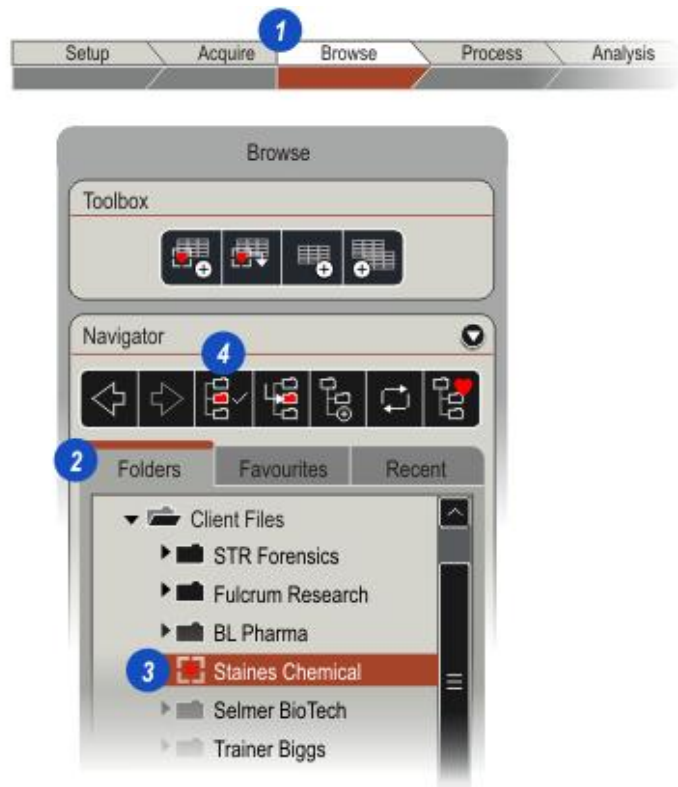 1
Setup Acquire Browse Process Analysis
Browse
Toolbox
Navigator
4
2
Folders Favourites Recent
Client Files
STR Forensics
Fulcrum Research
BL Pharma
3 Staines Chemical
Selmer BioTech
Trainer Biggs